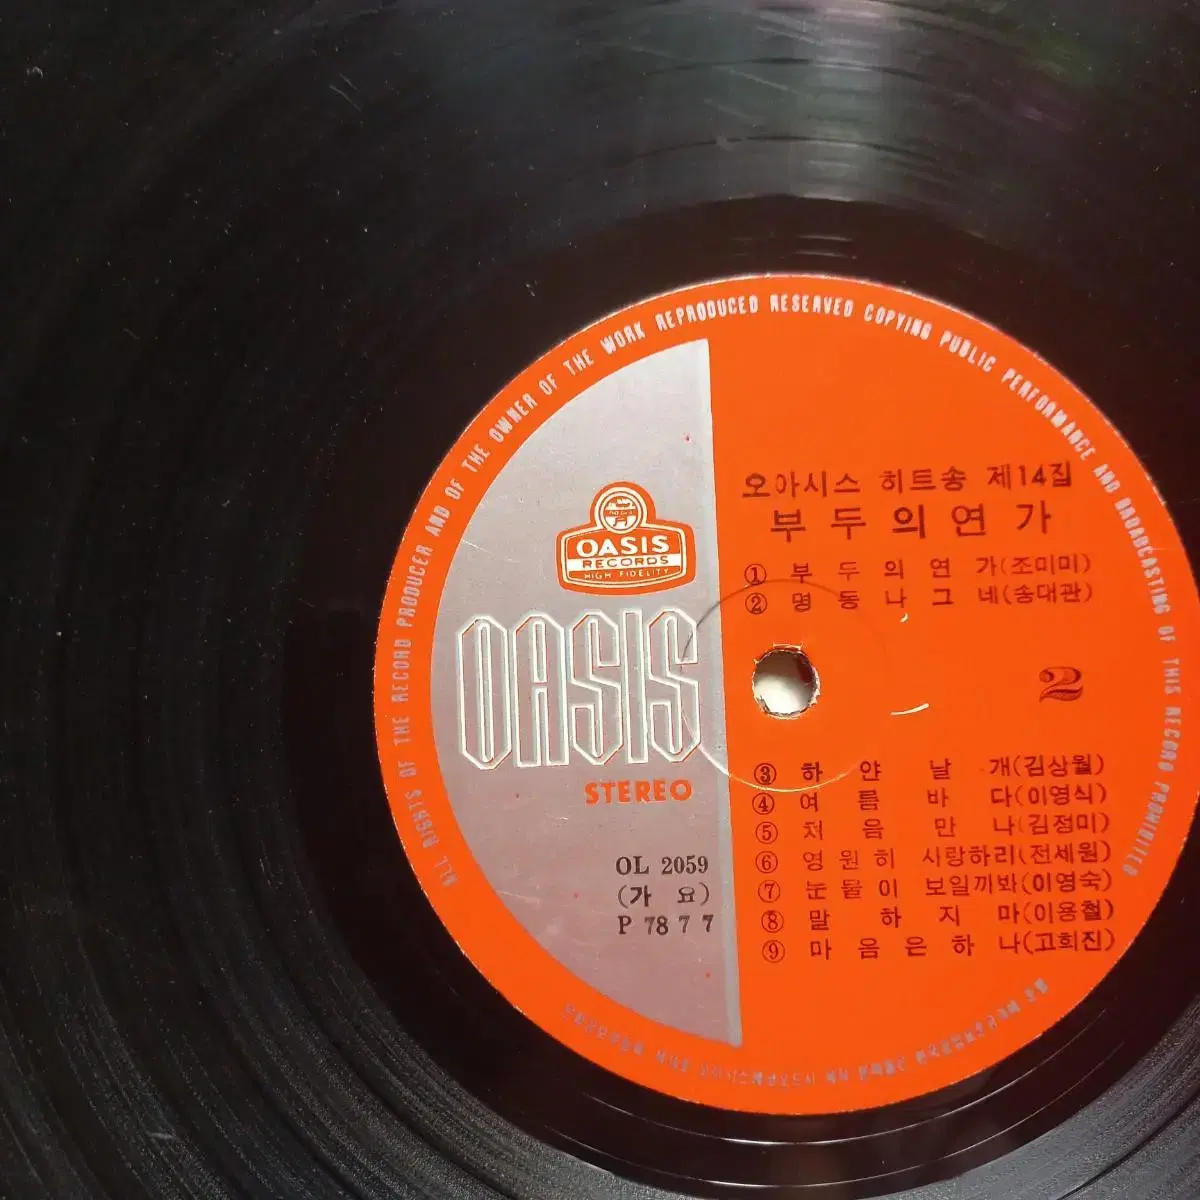 ALL RIGHTS OF THE RECORD PRODUCER AND OF THE OWNER OF THE WORK REPRODUCED RESERVED COPYING PUBLIC PERFORMANCE AND BROADCASTING OF THIS RECORD PROHIBITED
오아시스 히트송 제14집
부두의연가
① 부두의연가(조미미)
② 명동나그네(송대관)
OASIS
RECORDS
HIGH FIDELITY
OASIS
STEREO
2
③ 하얀날개(김상월)
④ 여름바다(이영식)
⑤ 처음만나(김정미)
⑥ 영원히 사랑하리(전세원)
⑦ 눈물이 보일까봐(이영숙)
⑧ 말하지마(이용철)
⑨ 마음은하나(고희진)
OL 2059
(가요)
P 78 7 7